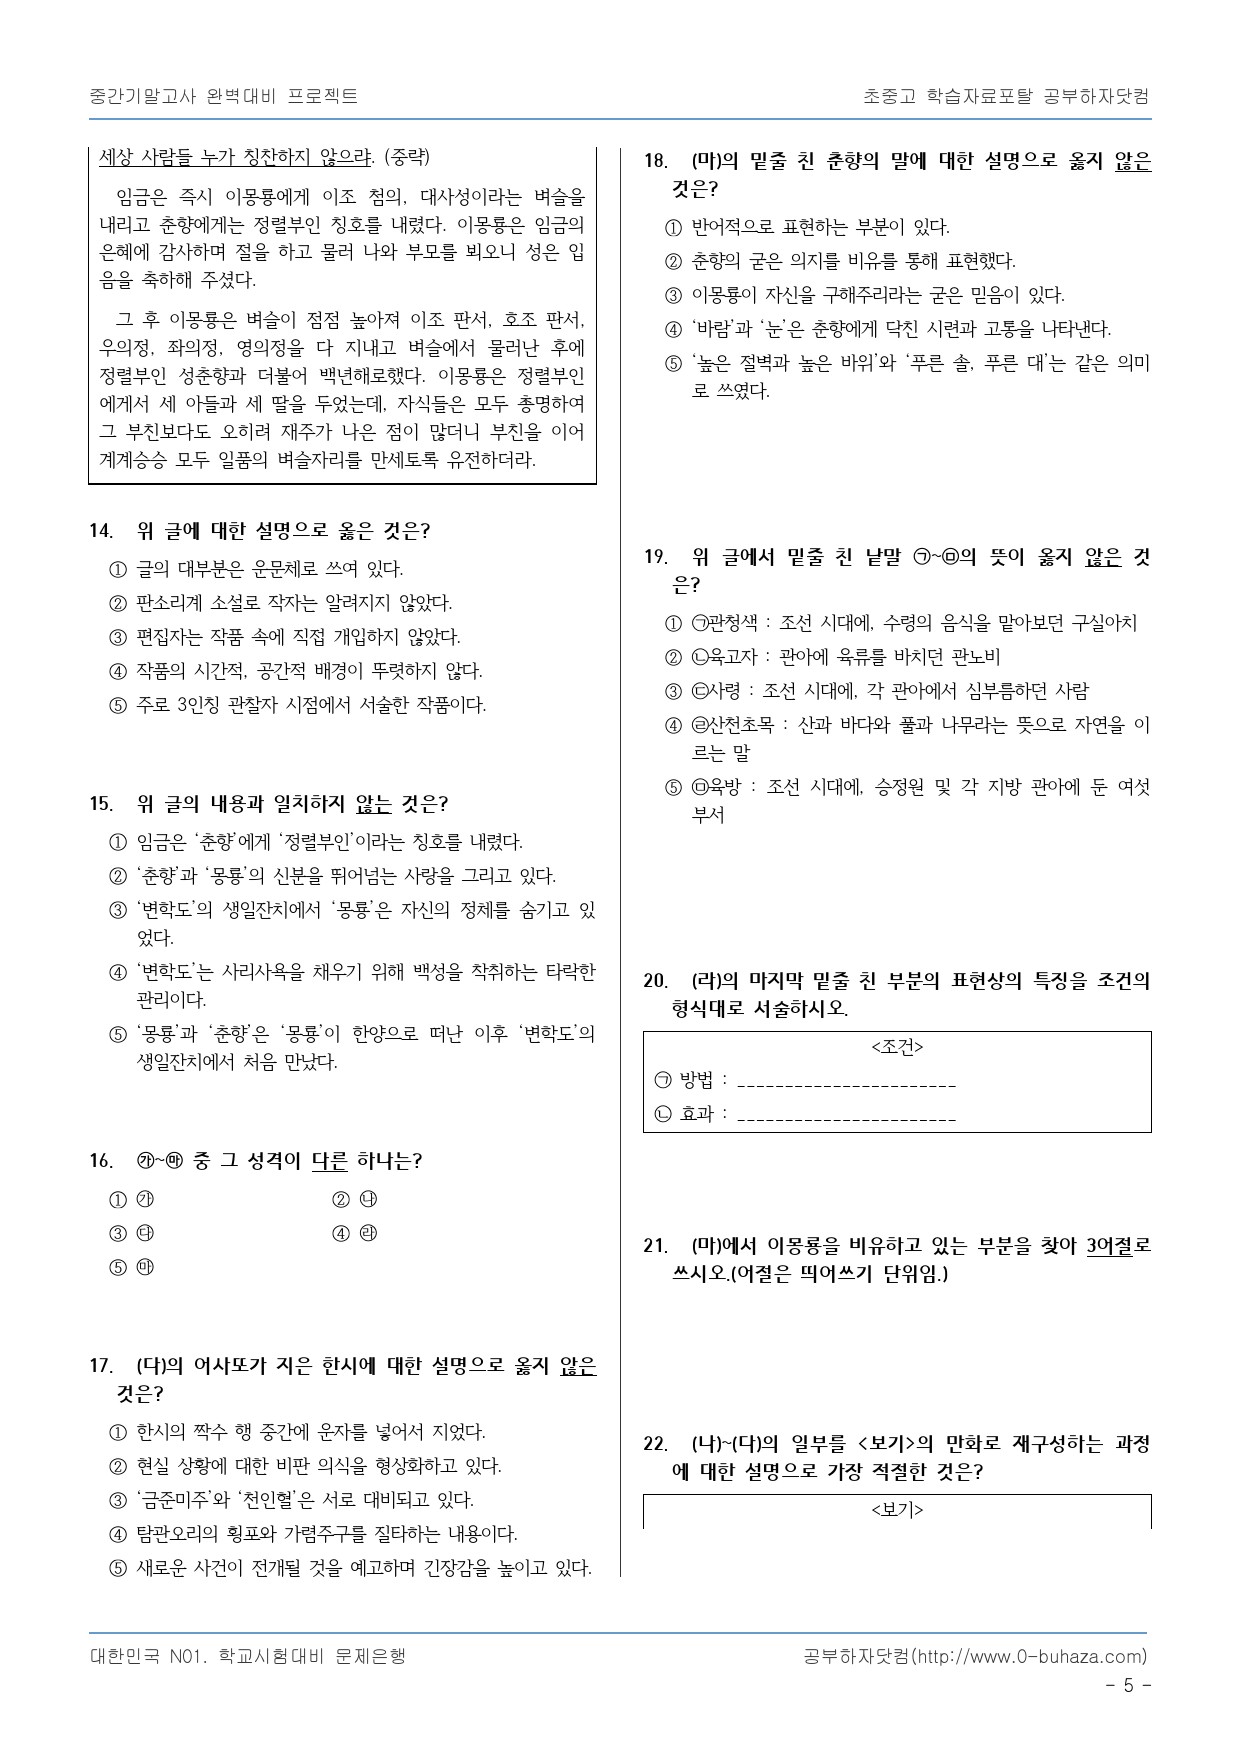 중간기말고사 완벽대비 프로젝트
초중고 학습자료포탈 공부하자닷컴
세상 사람들 누가 칭찬하지 않으랴. (중략)
임금은 즉시 이몽룡에게 이조 첨의, 대사성이라는 벼슬을
내리고 춘향에게는 정렬부인 칭호를 내렸다. 이몽룡은 임금의
은혜에 감사하며 절을 하고 물러 나와 부모를 뵈오니 성은 입
음을 축하해 주셨다.
그 후 이몽룡은 벼슬이 점점 높아져 이조 판서, 호조 판서,
우의정, 좌의정, 영의정을 다 지내고 벼슬에서 물러난 후에
정렬부인 성춘향과 더불어 백년해로했다. 이몽룡은 정렬부인
에게서 세 아들과 세 딸을 두었는데, 자식들은 모두 총명하여
그 부친보다도 오히려 재주가 나은 점이 많더니 부친을 이어
계계승승 모두 일품의 벼슬자리를 만세토록 유전하더라.
14. 위 글에 대한 설명으로 옳은 것은?
① 글의 대부분은 운문체로 쓰여 있다.
② 판소리계 소설로 작자는 알려지지 않았다.
③ 편집자는 작품 속에 직접 개입하지 않았다.
④ 작품의 시간적, 공간적 배경이 뚜렷하지 않다.
⑤ 주로 3인칭 관찰자 시점에서 서술한 작품이다.
15. 위 글의 내용과 일치하지 않는 것은?
① 임금은 ‘춘향’에게 ‘정렬부인’이라는 칭호를 내렸다.
② ‘춘향’과 ‘몽룡’의 신분을 뛰어넘는 사랑을 그리고 있다.
③ ‘변학도’의 생일잔치에서 ‘몽룡’은 자신의 정체를 숨기고 있
었다.
④ ‘변학도’는 사리사욕을 채우기 위해 백성을 착취하는 타락한
관리이다.
⑤ ‘몽룡’과 ‘춘향’은 ‘몽룡’이 한양으로 떠난 이후 ‘변학도’의
생일잔치에서 처음 만났다.
16. ㉮~㉲ 중 그 성격이 다른 하나는?
① ㉮ ② ㉯
③ ㉰ ④ ㉱
⑤ ㉲
17. (다)의 어사또가 지은 한시에 대한 설명으로 옳지 않은
것은?
① 한시의 짝수 행 중간에 운자를 넣어서 지었다.
② 현실 상황에 대한 비판 의식을 형상화하고 있다.
③ ‘금준미주’와 ‘천인혈’은 서로 대비되고 있다.
④ 탐관오리의 횡포와 가렴주구를 질타하는 내용이다.
⑤ 새로운 사건이 전개될 것을 예고하며 긴장감을 높이고 있다.
18. (마)의 밑줄 친 춘향의 말에 대한 설명으로 옳지 않은
것은?
① 반어적으로 표현하는 부분이 있다.
② 춘향의 굳은 의지를 비유를 통해 표현했다.
③ 이몽룡이 자신을 구해주리라는 굳은 믿음이 있다.
④ ‘바람’과 ‘눈’은 춘향에게 닥친 시련과 고통을 나타낸다.
⑤ ‘높은 절벽과 높은 바위’와 ‘푸른 솔, 푸른 대’는 같은 의미
로 쓰였다.
19. 위 글에서 밑줄 친 낱말 ㉠~㉤의 뜻이 옳지 않은 것
은?
① ㉠관청색 : 조선 시대에, 수령의 음식을 맡아보던 구실아치
② ㉡육고자 : 관아에 육류를 바치던 관노비
③ ㉢사령 : 조선 시대에, 각 관아에서 심부름하던 사람
④ ㉣산천초목 : 산과 바다와 풀과 나무라는 뜻으로 자연을 이
르는 말
⑤ ㉤육방 : 조선 시대에, 승정원 및 각 지방 관아에 둔 여섯
부서
20. (라)의 마지막 밑줄 친 부분의 표현상의 특징을 조건의
형식대로 서술하시오.
<조건>
㉠ 방법 : _______________________
㉡ 효과 : _______________________
21. (마)에서 이몽룡을 비유하고 있는 부분을 찾아 3어절로
쓰시오.(어절은 띄어쓰기 단위임.)
22. (나)~(다)의 일부를 <보기>의 만화로 재구성하는 과정
에 대한 설명으로 가장 적절한 것은?
<보기>
대한민국 N01. 학교시험대비 문제은행
공부하자닷컴(http://www.0-buhaza.com)
- 5 -